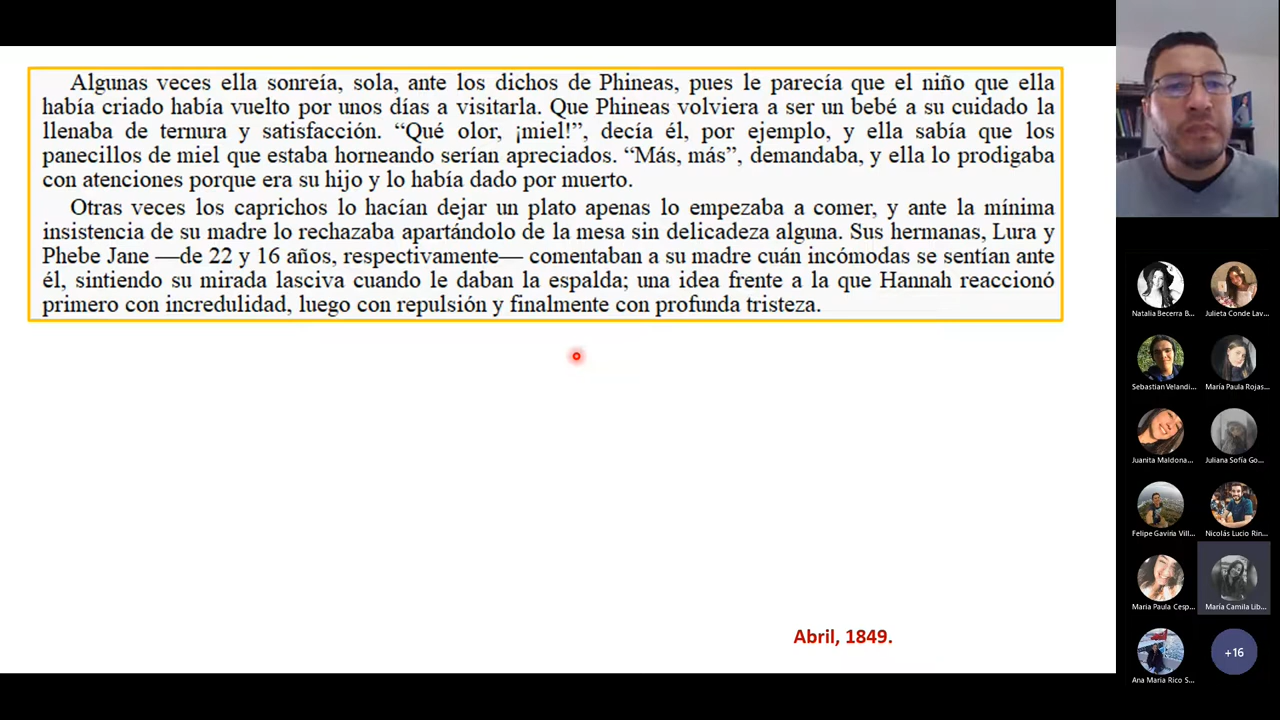 Algunas veces ella sonreía, sola, ante los dichos de Phineas, pues le parecía que el niño que ella
había criado había vuelto por unos días a visitarla. Que Phineas volviera a ser un bebé a su cuidado la
llenaba de ternura y satisfacción. “Qué olor, ¡miel!”, decía él, por ejemplo, y ella sabía que los
panecillos de miel que estaba horneando serían apreciados. “Más, más”, demandaba, y ella lo prodigaba
con atenciones porque era su hijo y lo había dado por muerto.
Otras veces los caprichos lo hacían dejar un plato apenas lo empezaba a comer, y ante la mínima
insistencia de su madre lo rechazaba apartándolo de la mesa sin delicadeza alguna. Sus hermanas, Lura y
Phebe Jane —de 22 y 16 años, respectivamente— comentaban a su madre cuán incómodas se sentían ante
él, sintiendo su mirada lasciva cuando le daban la espalda; una idea frente a la que Hannah reaccionó
primero con incredulidad, luego con repulsión y finalmente con profunda tristeza.
Abril, 1849.
Natalia Becerra B...
Julieta Conde Lav...
Sebastian Velandi...
María Paula Rojas...
Juanita Maldona...
Juliana Sofía Go...
Felipe Gaviria Vill...
Nicolás Lucio Rin...
Maria Paula Cesp...
María Camila Lib...
Ana María Rico S...
+16